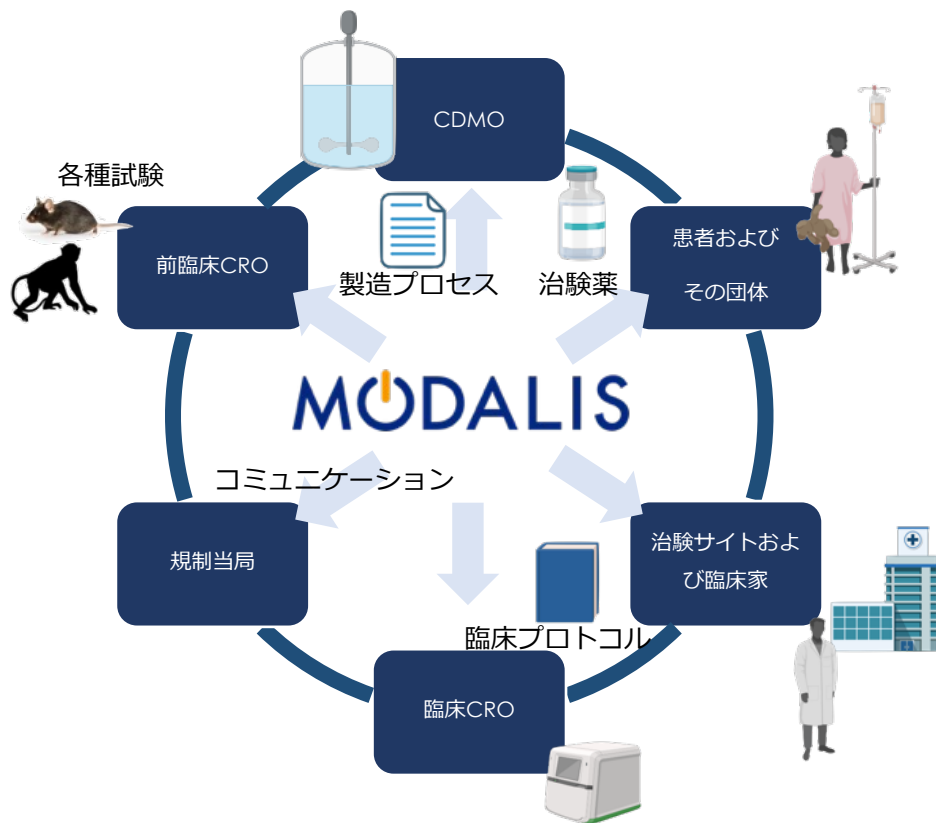 CDMO
各種試験
患者および
その団体
前臨床CRO
製造プロセス
治験薬
MODALIS
コミュニケーション
規制当局
治験サイトおよ
び臨床家
臨床プロトコル
臨床CRO